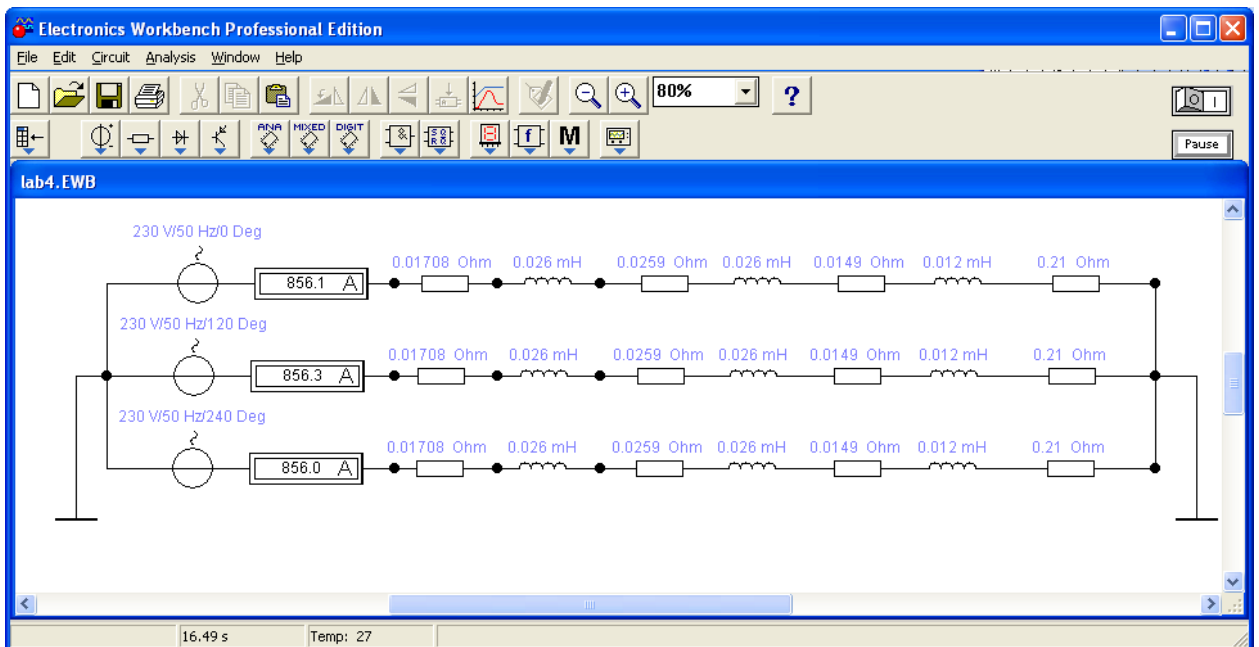 Electronics Workbench Professional Edition
File Edit Circuit Analysis Window Help
80%
?
ANA MIXED DIGIT
& f M
Pause
lab4.EWB
230 V/50 Hz/0 Deg
856.1 A
0.01708 Ohm 0.026 mH 0.0259 Ohm 0.026 mH 0.0149 Ohm 0.012 mH 0.21 Ohm
230 V/50 Hz/120 Deg
856.3 A
0.01708 Ohm 0.026 mH 0.0259 Ohm 0.026 mH 0.0149 Ohm 0.012 mH 0.21 Ohm
230 V/50 Hz/240 Deg
856.0 A
0.01708 Ohm 0.026 mH 0.0259 Ohm 0.026 mH 0.0149 Ohm 0.012 mH 0.21 Ohm
16.49 s Temp: 27